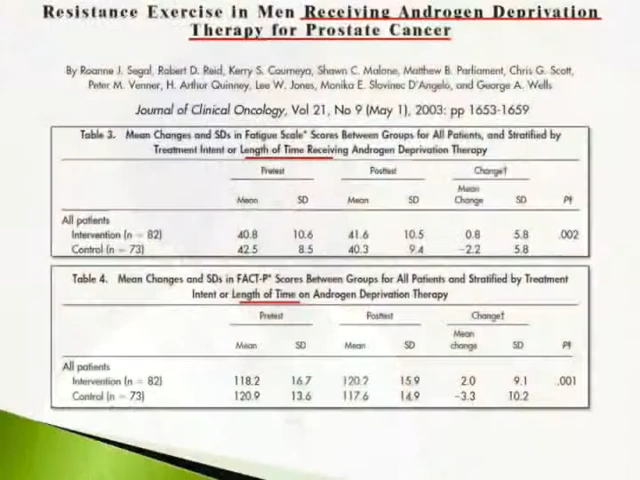 Resistance Exercise in Men Receiving Androgen Deprivation
Therapy for Prostate Cancer
By Roanne J. Segal, Robert D. Reid, Kerry S. Courneya, Shawn C. Malone, Matthew B. Parliament, Chris G. Scott,
Peter M. Venner, H. Arthur Quinney, Lee W. Jones, Monika E. Slovinec D'Angelo, and George A. Wells
Journal of Clinical Oncology, Vol 21, No 9 (May 1), 2003: pp 1653-1659
Table 3. Mean Changes and SDs in Fatigue Scale* Scores Between Groups for All Patients, and Stratified by
Treatment Intent or Length of Time Receiving Androgen Deprivation Therapy
Pretest Posttest Change†
Mean SD Mean SD Mean Change SD P‡
All patients
Intervention (n = 82) 40.8 10.6 41.6 10.5 0.8 5.8 .002
Control (n = 73) 42.5 8.5 40.3 9.4 −2.2 5.8
Table 4. Mean Changes and SDs in FACT-P* Scores Between Groups for All Patients and Stratified by Treatment
Intent or Length of Time on Androgen Deprivation Therapy
Pretest Posttest Change†
Mean SD Mean SD Mean change SD P‡
All patients
Intervention (n = 82) 118.2 16.7 120.2 15.9 2.0 9.1 .001
Control (n = 73) 120.9 13.6 117.6 14.9 −3.3 10.2